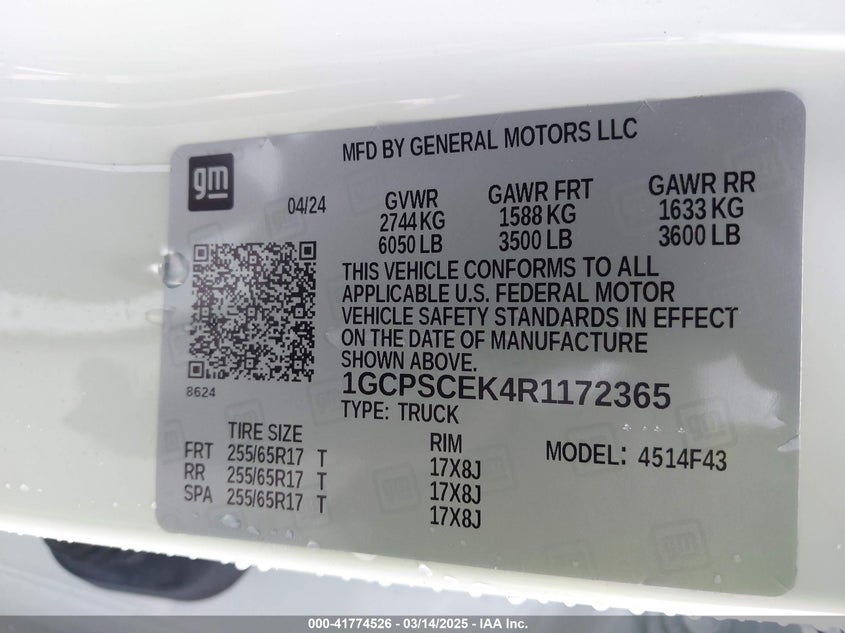 MFD BY GENERAL MOTORS LLC
gm
04/24
GVWR GAWR FRT GAWR RR
2744 KG 1588 KG 1633 KG
6050 LB 3500 LB 3600 LB
THIS VEHICLE CONFORMS TO ALL
APPLICABLE U.S. FEDERAL MOTOR
VEHICLE SAFETY STANDARDS IN EFFECT
ON THE DATE OF MANUFACTURE
SHOWN ABOVE.
8624
1GCPSCEK4R1172365
TYPE: TRUCK
TIRE SIZE RIM MODEL: 4514F43
FRT 255/65R17 T 17X8J
RR 255/65R17 T 17X8J
SPA 255/65R17 T 17X8J
000-41774526 - 03/14/2025 - IAA Inc.